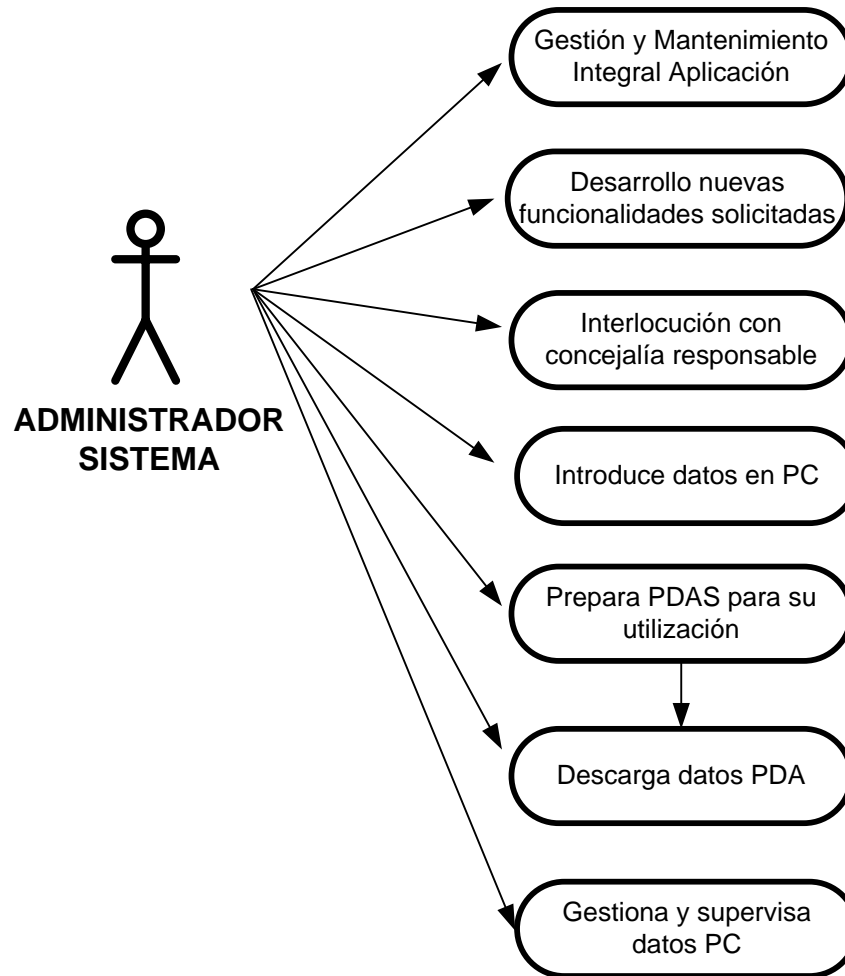 Gestión y Mantenimiento
Integral Aplicación
Desarrollo nuevas
funcionalidades solicitadas
Interlocución con
concejalía responsable
ADMINISTRADOR
SISTEMA
Introduce datos en PC
Prepara PDAS para su
utilización
Descarga datos PDA
Gestiona y supervisa
datos PC